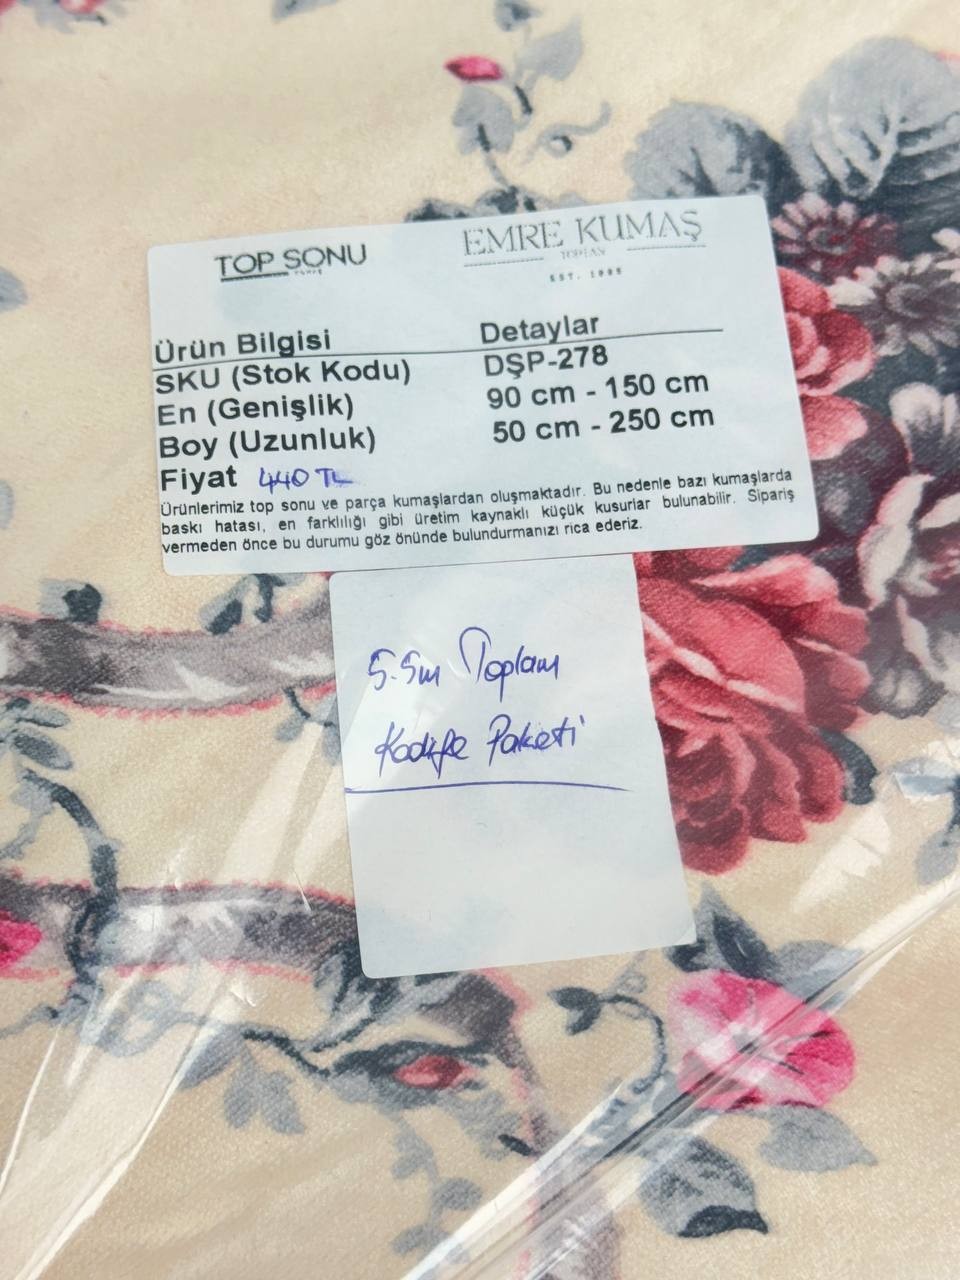 TOP SONU
EMRE KUMAŞ
TOPTAN
EST. 1998
Ürün Bilgisi Detaylar
SKU (Stok Kodu) DŞP-278
En (Genişlik) 90 cm - 150 cm
Boy (Uzunluk) 50 cm - 250 cm
Fiyat 440 TL
Ürünlerimiz top sonu ve parça kumaşlardan oluşmaktadır. Bu nedenle bazı kumaşlarda
baskı hatası, en farklılığı gibi üretim kaynaklı küçük kusurlar bulunabilir. Sipariş
vermeden önce bu durumu göz önünde bulundurmanızı rica ederiz.
5.5m Toplam
Kadife Paketi